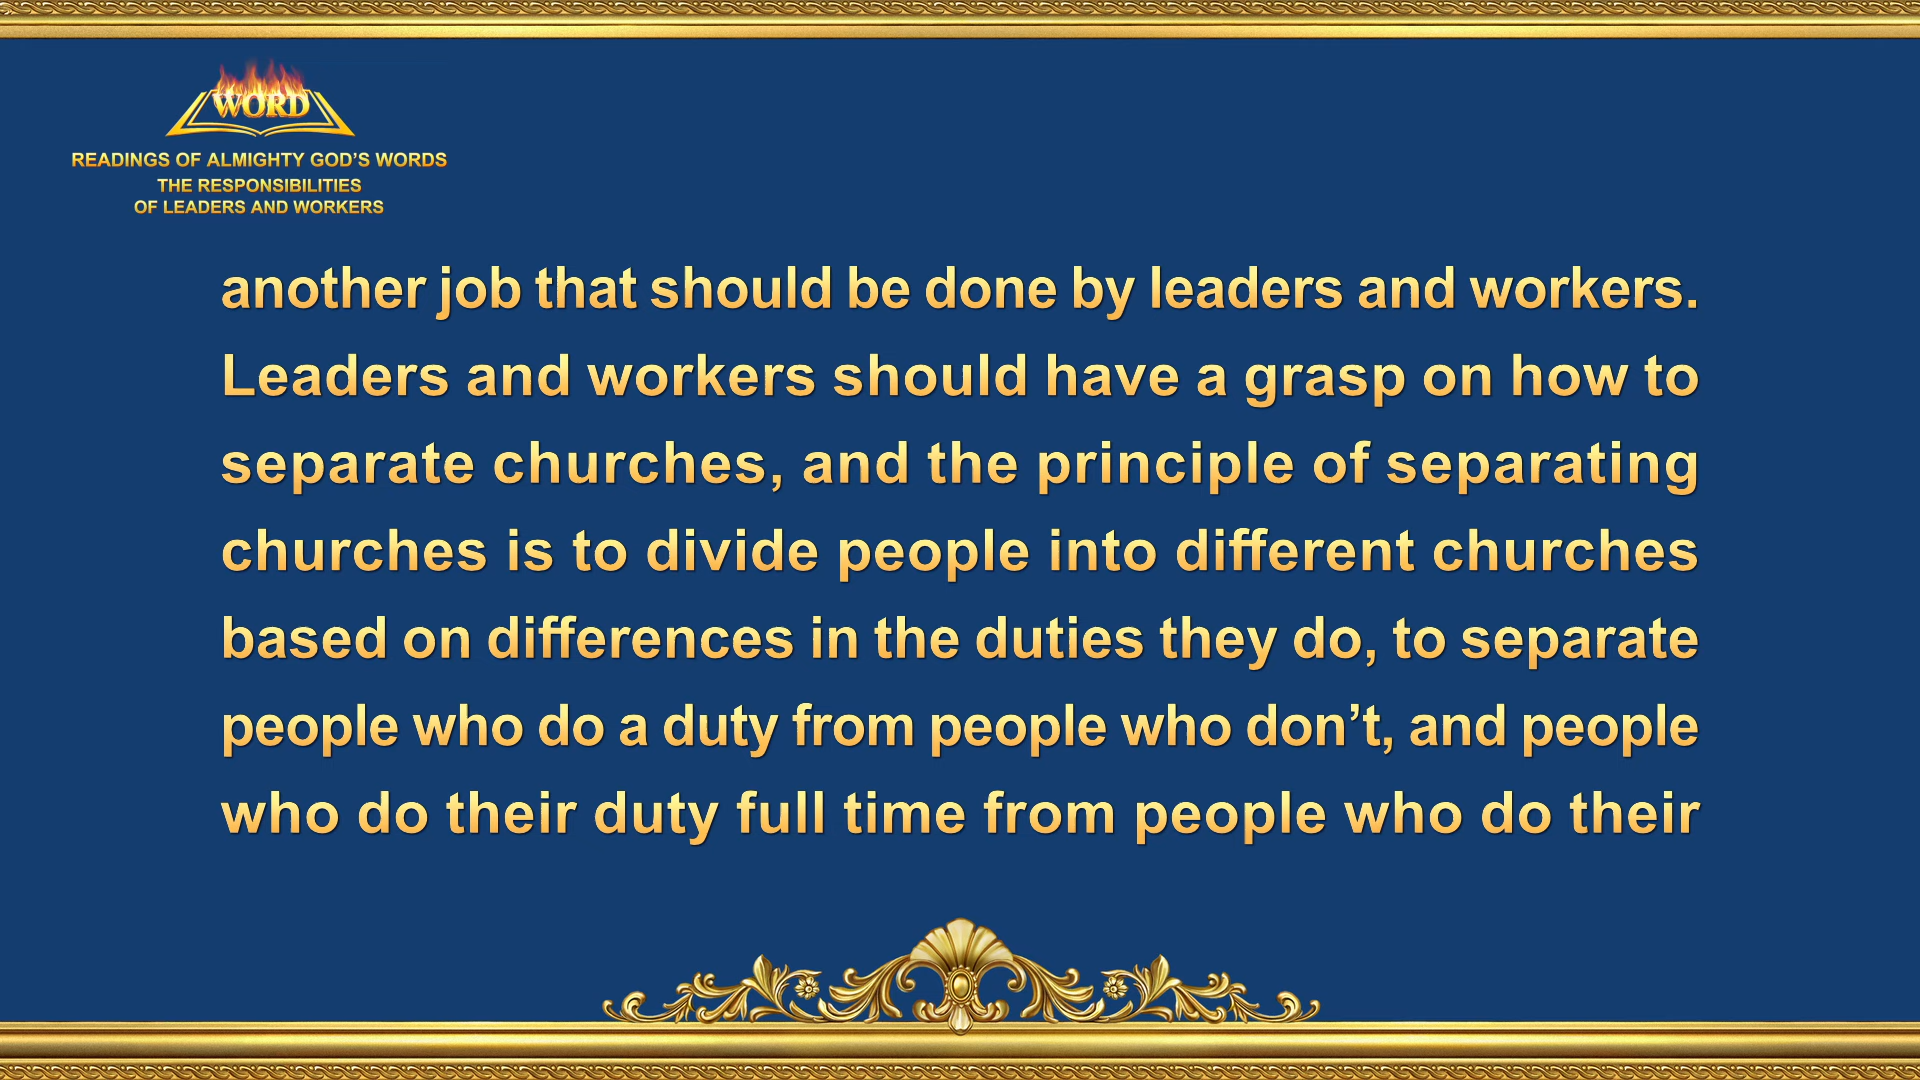 WORD
READINGS OF ALMIGHTY GOD’S WORDS
THE RESPONSIBILITIES
OF LEADERS AND WORKERS
another job that should be done by leaders and workers.
Leaders and workers should have a grasp on how to
separate churches, and the principle of separating
churches is to divide people into different churches
based on differences in the duties they do, to separate
people who do a duty from people who don’t, and people
who do their duty full time from people who do their